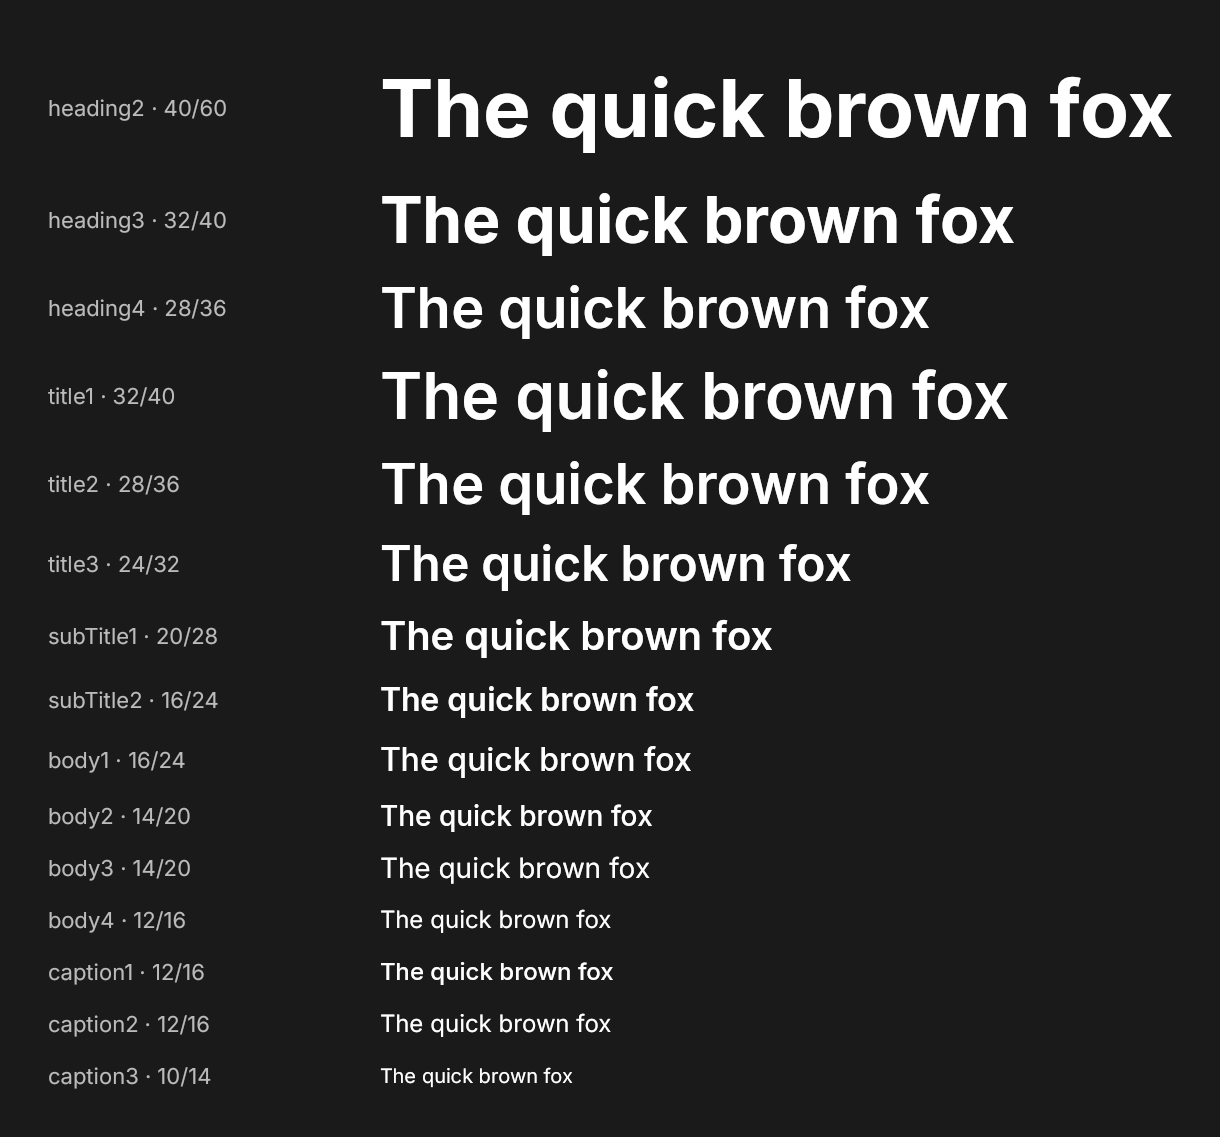 heading2 · 40/60 The quick brown fox
heading3 · 32/40 The quick brown fox
heading4 · 28/36 The quick brown fox
title1 · 32/40 The quick brown fox
title2 · 28/36 The quick brown fox
title3 · 24/32 The quick brown fox
subTitle1 · 20/28 The quick brown fox
subTitle2 · 16/24 The quick brown fox
body1 · 16/24 The quick brown fox
body2 · 14/20 The quick brown fox
body3 · 14/20 The quick brown fox
body4 · 12/16 The quick brown fox
caption1 · 12/16 The quick brown fox
caption2 · 12/16 The quick brown fox
caption3 · 10/14 The quick brown fox